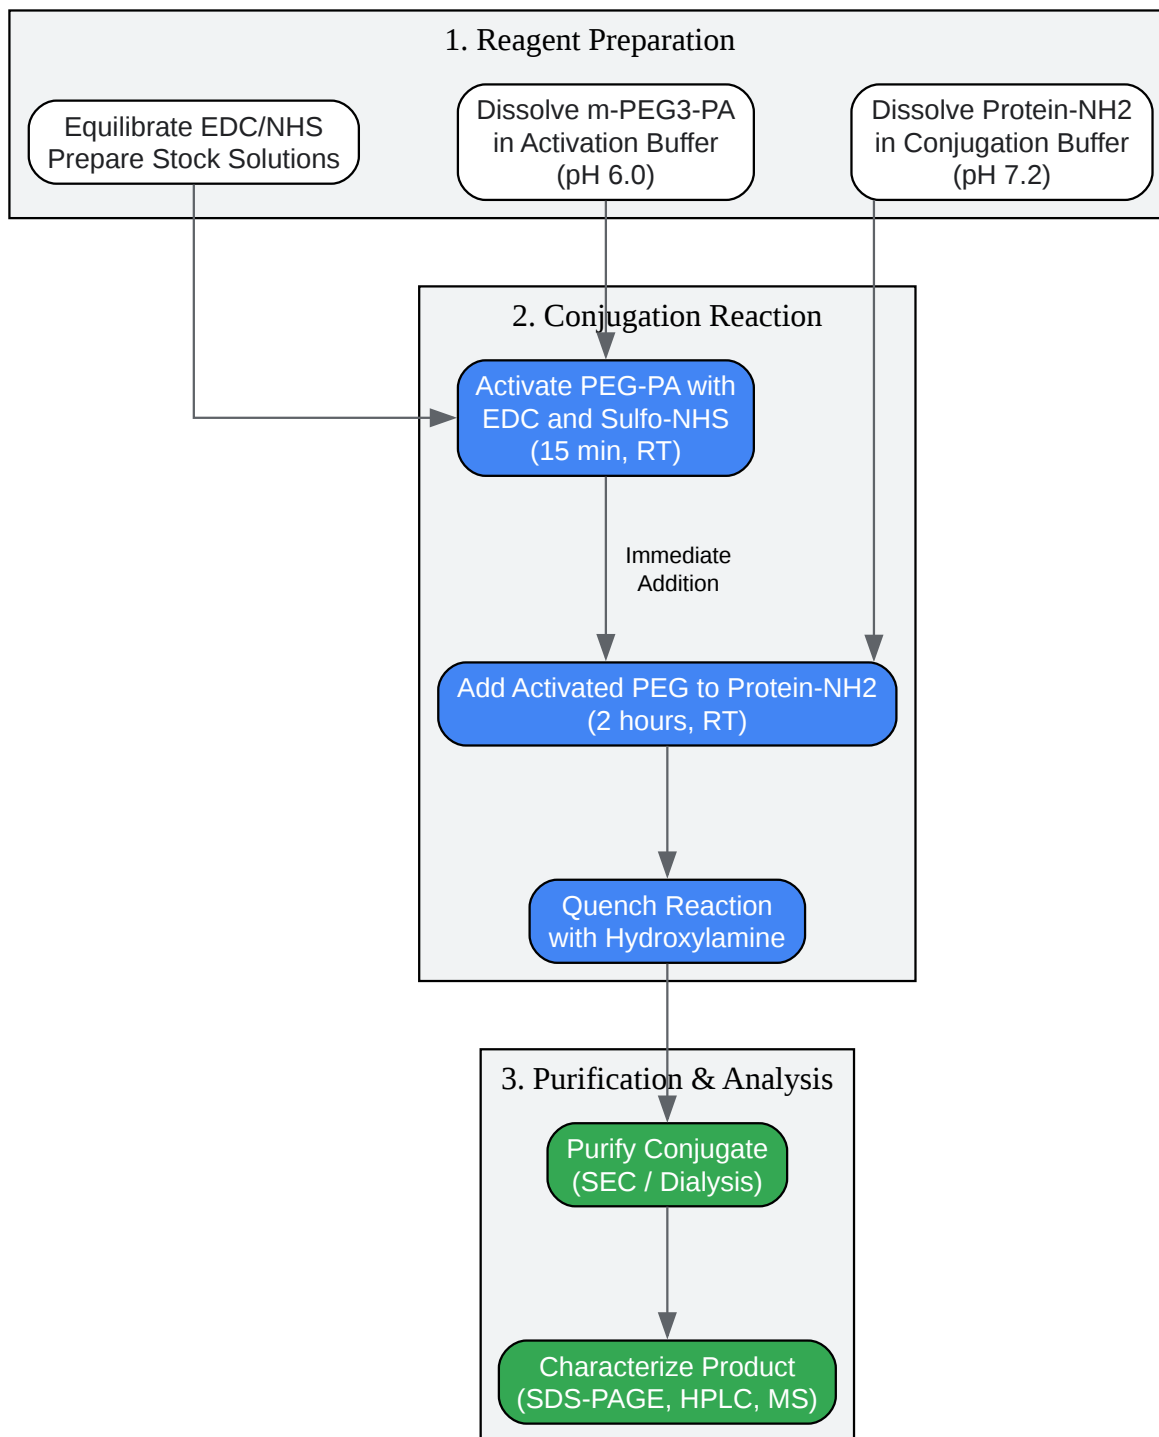 1. Reagent Preparation
Equilibrate EDC/NHS
Prepare Stock Solutions
Dissolve m-PEG3-PA
in Activation Buffer
(pH 6.0)
Dissolve Protein-NH2
in Conjugation Buffer
(pH 7.2)
2. Conjugation Reaction
Activate PEG-PA with
EDC and Sulfo-NHS
(15 min, RT)
Immediate
Addition
Add Activated PEG to Protein-NH2
(2 hours, RT)
Quench Reaction
with Hydroxylamine
3. Purification & Analysis
Purify Conjugate
(SEC / Dialysis)
Characterize Product
(SDS-PAGE, HPLC, MS)